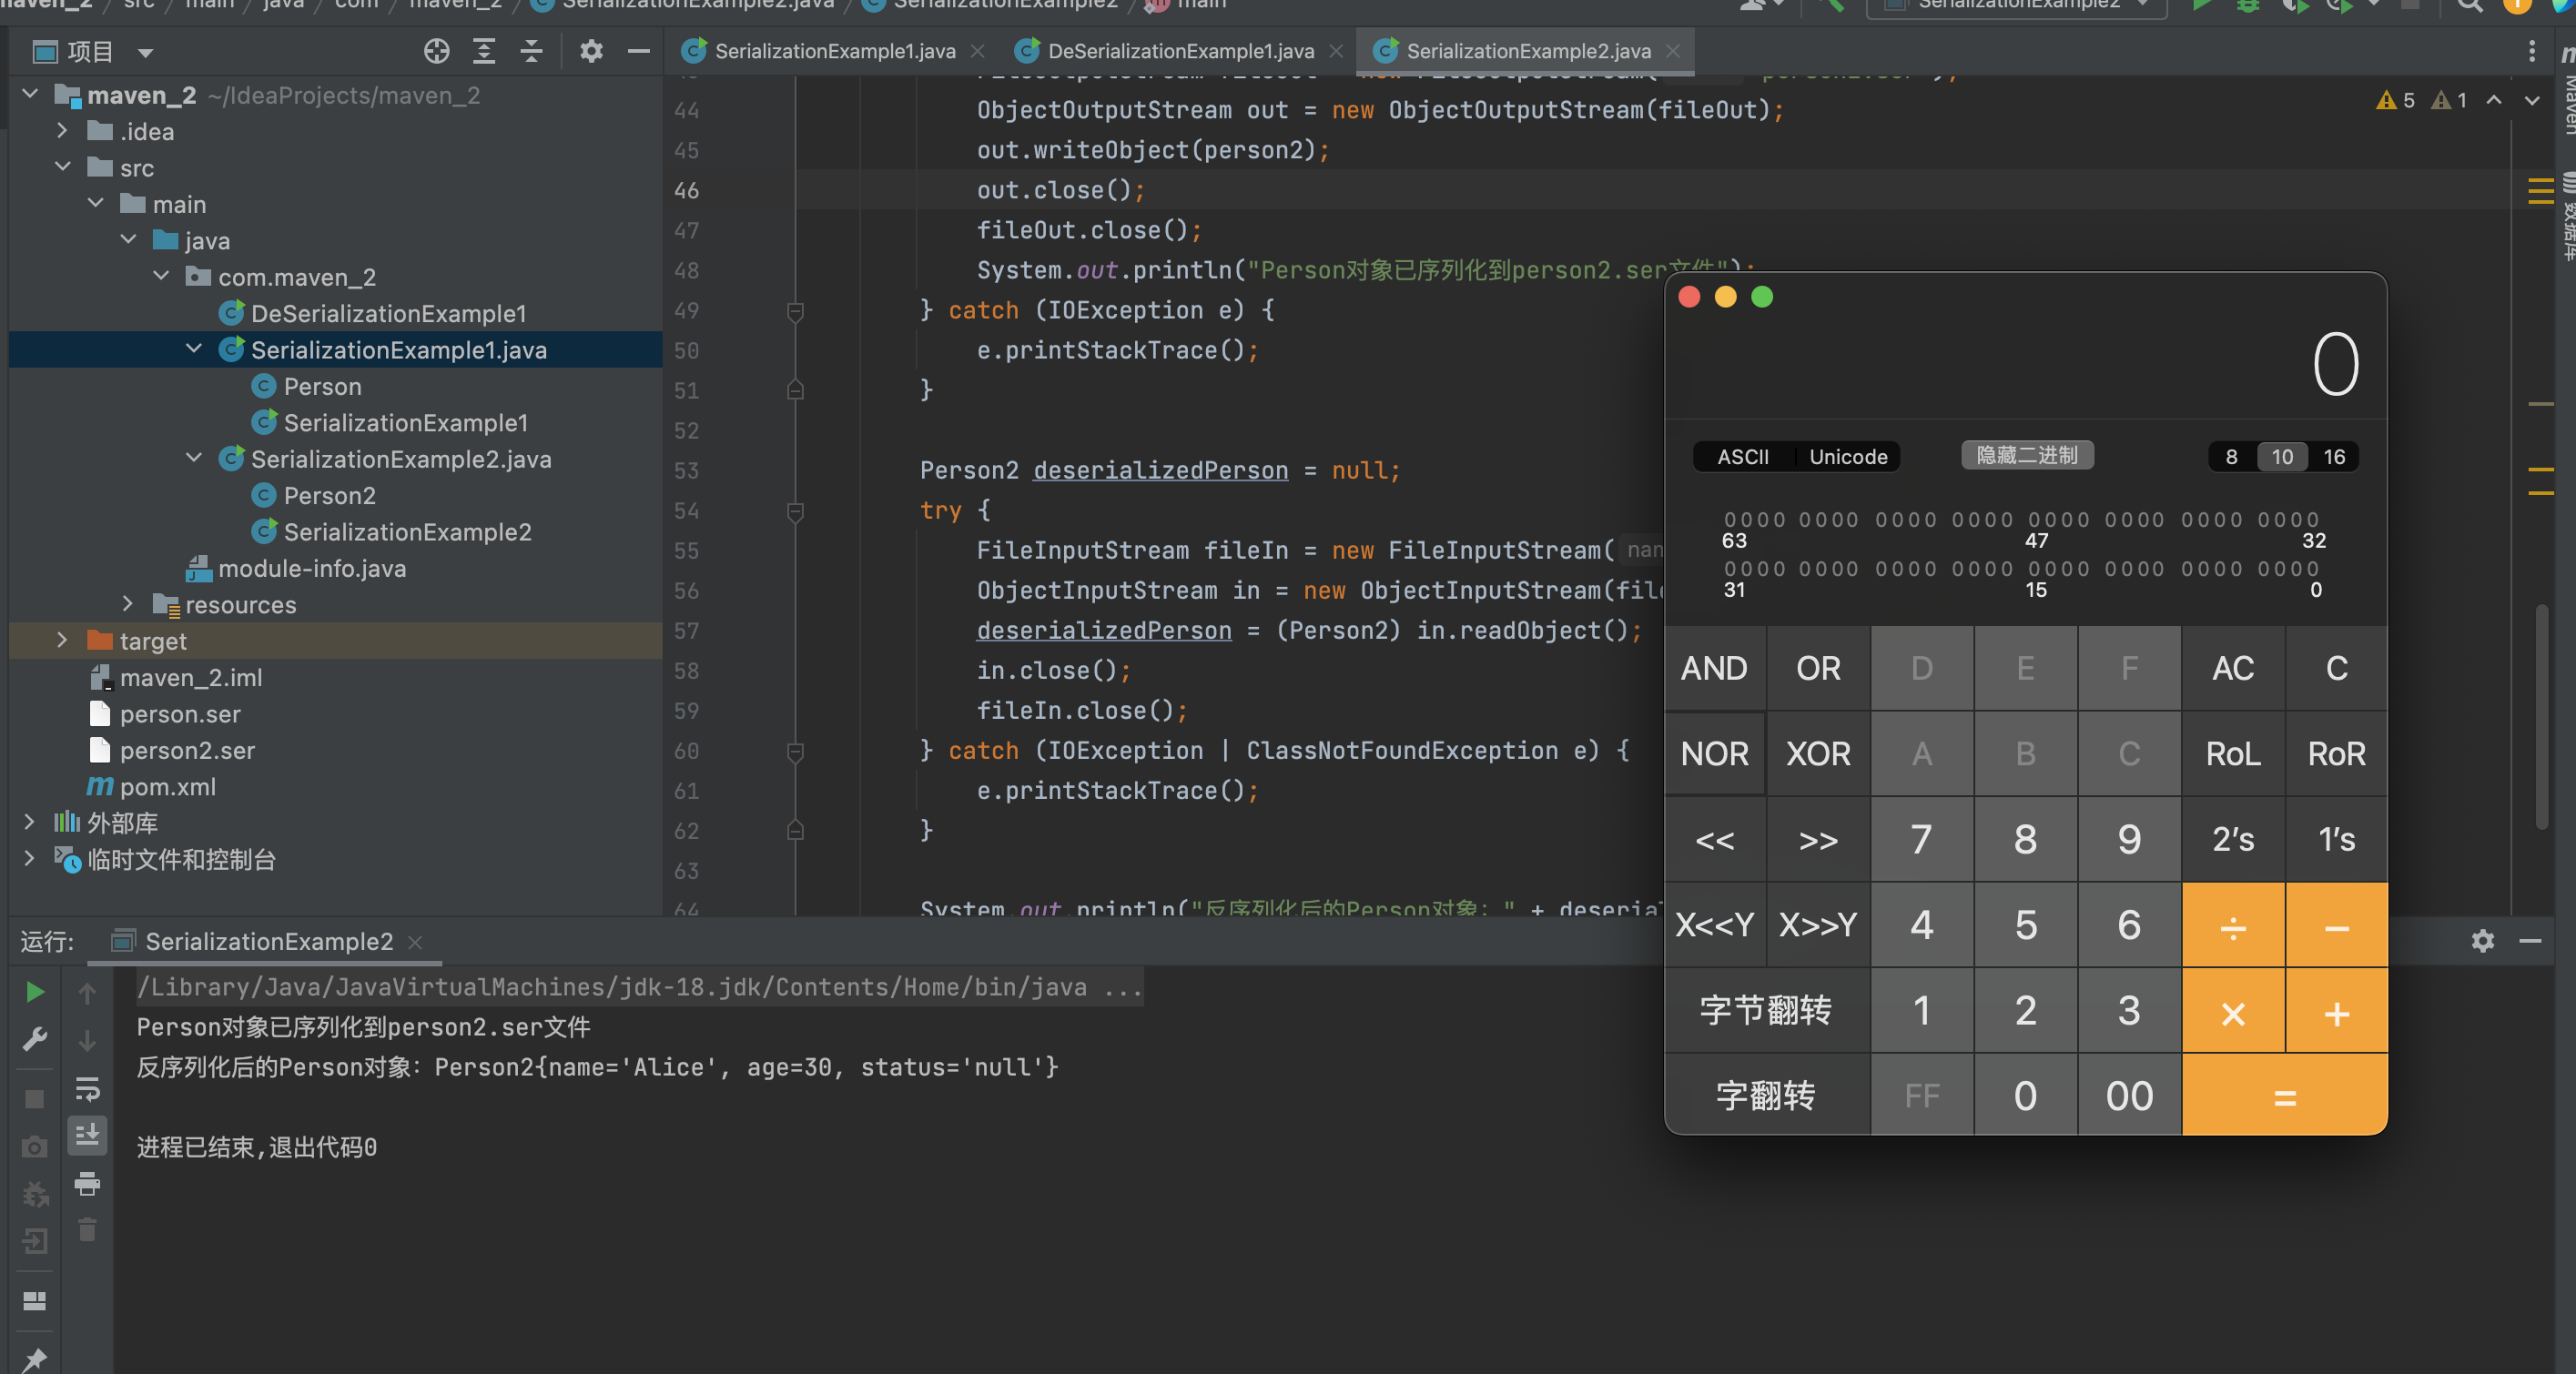 maven_2 / src / main / java / com / maven_2 / SerializationExample2.java / SerializationExample2 / main
SerializationExample2
项目
SerializationExample1.java
DeSerializationExample1.java
SerializationExample2.java
maven_2 ~/IdeaProjects/maven_2
.idea
src
main
java
com.maven_2
DeSerializationExample1
SerializationExample1.java
Person
SerializationExample1
SerializationExample2.java
Person2
SerializationExample2
module-info.java
resources
target
maven_2.iml
person.ser
person2.ser
pom.xml
外部库
临时文件和控制台
44 ObjectOutputStream out = new ObjectOutputStream(fileOut);
45 out.writeObject(person2);
46 out.close();
47 fileOut.close();
48 System.out.println("Person对象已序列化到person2.ser文件");
49 } catch (IOException e) {
50 e.printStackTrace();
51 }
52
53 Person2 deserializedPerson = null;
54 try {
55 FileInputStream fileIn = new FileInputStream( nam
56 ObjectInputStream in = new ObjectInputStream(file
57 deserializedPerson = (Person2) in.readObject();
58 in.close();
59 fileIn.close();
60 } catch (IOException | ClassNotFoundException e) {
61 e.printStackTrace();
62 }
63
64 System.out.println("反序列化后的Person对象：" + deserial
5 1
Maven
数据库
0
ASCII Unicode 隐藏二进制 8 10 16
0000 0000 0000 0000 0000 0000 0000 0000
63 47 32
0000 0000 0000 0000 0000 0000 0000 0000
31 15 0
AND OR D E F AC C
NOR XOR A B C RoL RoR
<< >> 7 8 9 2's 1's
X<<Y X>>Y 4 5 6 ÷ −
字节翻转 1 2 3 × +
字翻转 FF 0 00 =
运行: SerializationExample2
/Library/Java/JavaVirtualMachines/jdk-18.jdk/Contents/Home/bin/java ...
Person对象已序列化到person2.ser文件
反序列化后的Person对象：Person2{name='Alice', age=30, status='null'}
进程已结束,退出代码0